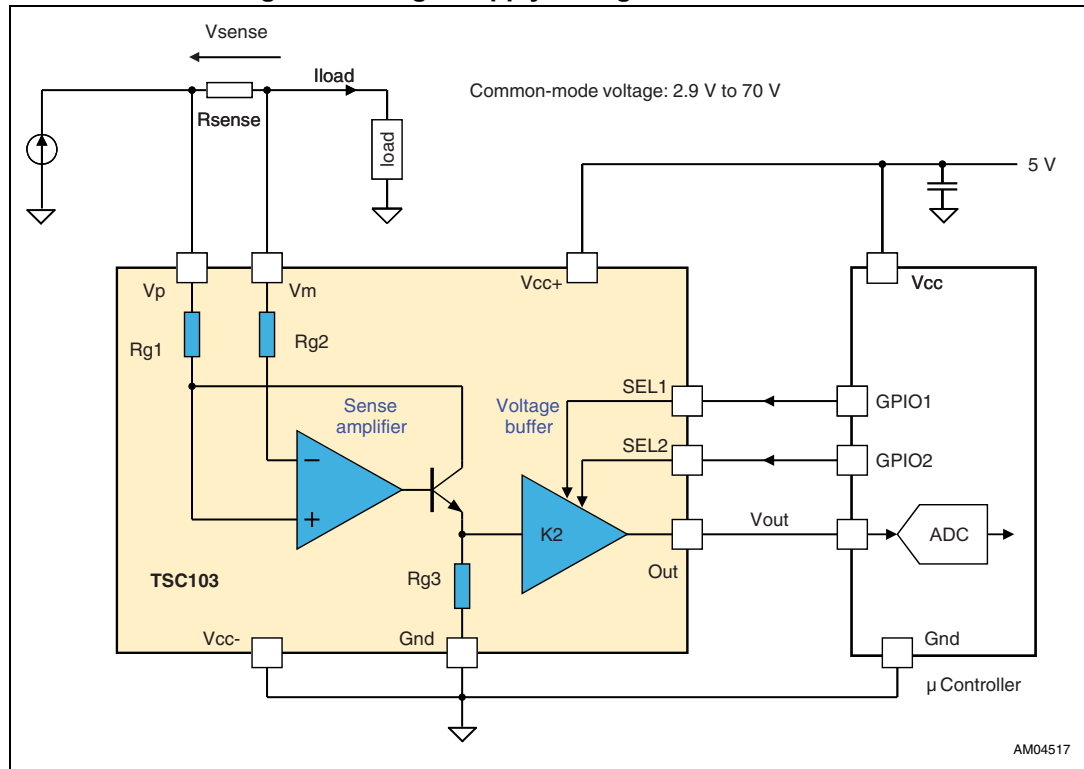 Vsense
Iload
Common-mode voltage: 2.9 V to 70 V
Rsense
load
5 V
Vp
Vm
Vcc+
Vcc
Rg1
Rg2
SEL1
GPIO1
Sense
amplifier
Voltage
buffer
SEL2
GPIO2
K2
Vout
ADC
Out
TSC103
Rg3
Vcc-
Gnd
Gnd
µ Controller
AM04517